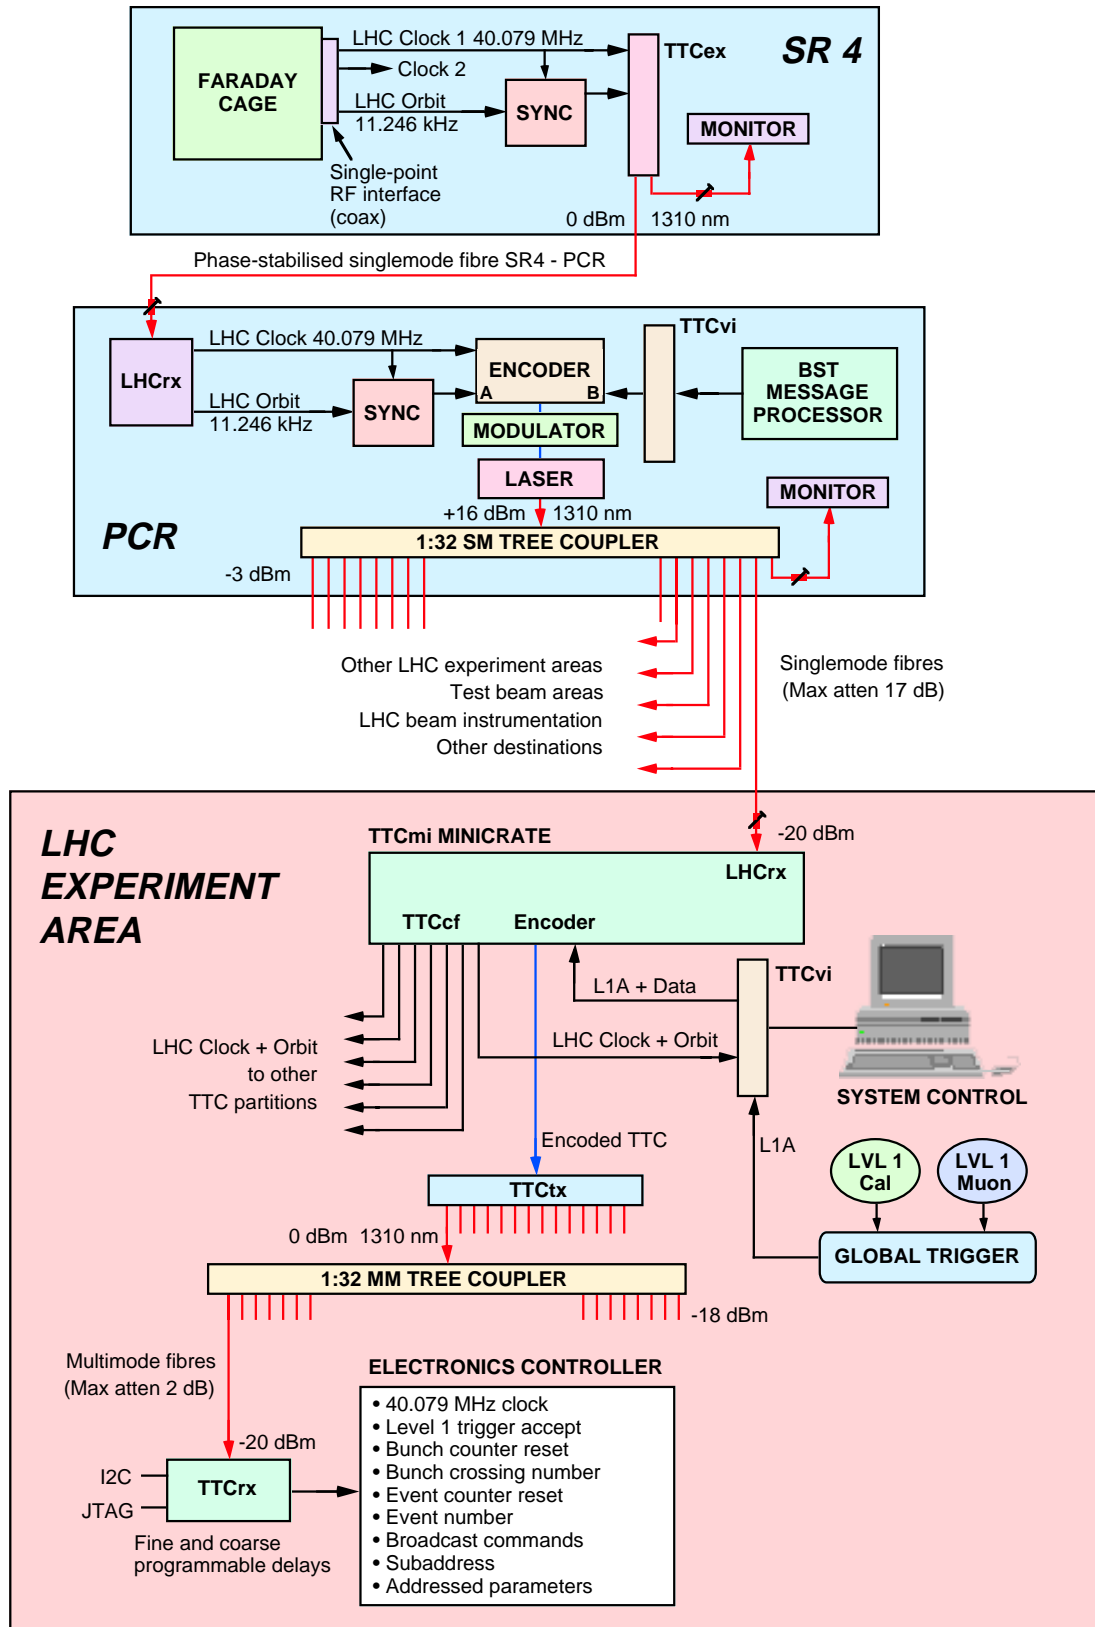 SR 4
LHC Clock 1 40.079 MHz
TTCex
Clock 2
FARADAY
CAGE
LHC Orbit
11.246 kHz
SYNC
MONITOR
Single-point
RF interface
(coax)
0 dBm 1310 nm
Phase-stabilised singlemode fibre SR4 - PCR
TTCvi
LHC Clock 40.079 MHz
LHCrx
ENCODER
A B
BST
MESSAGE
PROCESSOR
LHC Orbit
11.246 kHz
SYNC
MODULATOR
LASER
MONITOR
+16 dBm 1310 nm
PCR
1:32 SM TREE COUPLER
-3 dBm
Other LHC experiment areas
Test beam areas
LHC beam instrumentation
Other destinations
Singlemode fibres
(Max atten 17 dB)
LHC
EXPERIMENT
AREA
TTCmi MINICRATE
-20 dBm
LHCrx
TTCcf Encoder
TTCvi
L1A + Data
LHC Clock + Orbit
LHC Clock + Orbit
to other
TTC partitions
SYSTEM CONTROL
L1A
Encoded TTC
LVL 1
Cal
LVL 1
Muon
TTCtx
GLOBAL TRIGGER
0 dBm 1310 nm
1:32 MM TREE COUPLER
-18 dBm
Multimode fibres
(Max atten 2 dB)
ELECTRONICS CONTROLLER
• 40.079 MHz clock
• Level 1 trigger accept
• Bunch counter reset
• Bunch crossing number
• Event counter reset
• Event number
• Broadcast commands
• Subaddress
• Addressed parameters
-20 dBm
I2C
JTAG
TTCrx
Fine and coarse
programmable delays